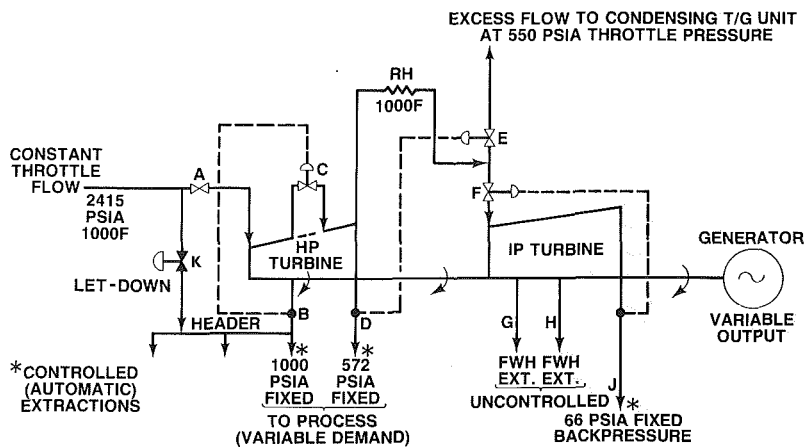 EXCESS FLOW TO CONDENSING T/G UNIT
AT 550 PSIA THROTTLE PRESSURE
RH
1000F
E
CONSTANT
THROTTLE
FLOW
A
C
2415
PSIA
1000F
F
HP
TURBINE
IP TURBINE
GENERATOR
K
LET-DOWN
HEADER
B
D
G
H
VARIABLE
OUTPUT
*CONTROLLED
(AUTOMATIC)
EXTRACTIONS
*
1000
PSIA
FIXED
*
572
PSIA
FIXED
FWH
EXT.
FWH
EXT.
UNCONTROLLED
J
*
66 PSIA FIXED
BACKPRESSURE
TO PROCESS
(VARIABLE DEMAND)